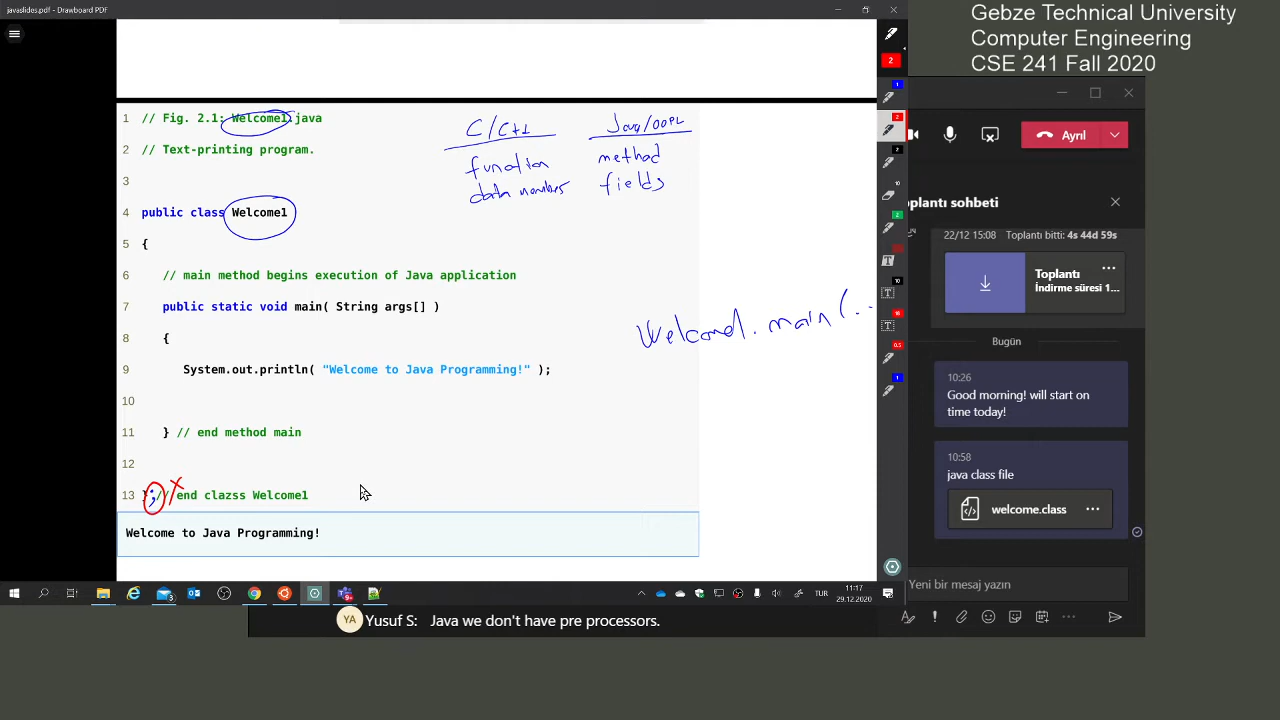 javaslides.pdf - Drawboard PDF
Gebze Technical University
Computer Engineering
CSE 241 Fall 2020
1 // Fig. 2.1: Welcome1.java
2 // Text-printing program.
3
4 public class Welcome1
5 {
6 // main method begins execution of Java application
7 public static void main( String args[] )
8 {
9 System.out.println( "Welcome to Java Programming!" );
10
11 } // end method main
12
13 } ; // end clazss Welcome1
Welcome to Java Programming!
C/C++ Java/OOPL
function method
data member fields
Welcome1.main(..
Ayrıl
oplantı sohbeti
22/12 15:08 Toplantı bitti: 4s 44d 59s
Toplantı
İndirme süresi 1...
Bugün
10:26
Good morning! will start on
time today!
10:58
java class file
welcome.class
Yeni bir mesaj yazın
TUR
11:17
29.12.2020
YA Yusuf S: Java we don't have pre processors.